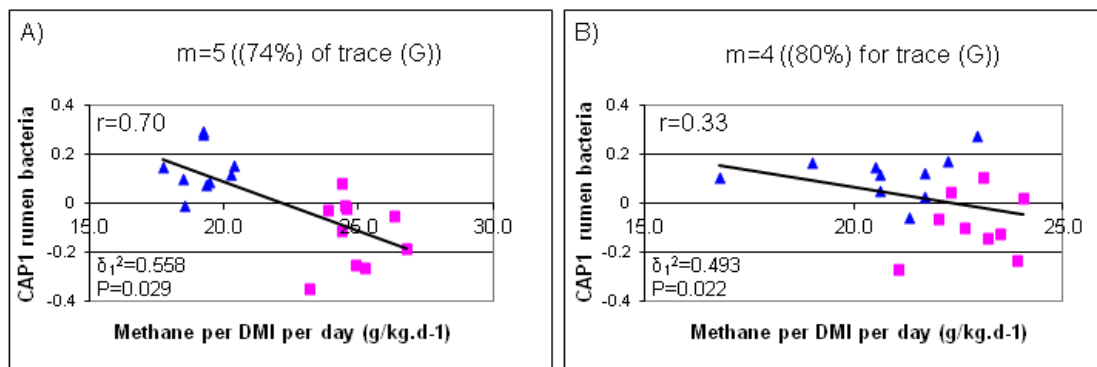 A)
m=5 ((74%) of trace (G))
CAP1 rumen bacteria
0.4
0.2
0
-0.2
-0.4
r=0.70
15.0 20.0 25.0 30.0
δ₁²=0.558
P=0.029
Methane per DMI per day (g/kg.d-1)
B)
m=4 ((80%) for trace (G))
CAP1 rumen bacteria
0.4
0.2
0
-0.2
-0.4
r=0.33
15.0 20.0 25.0
δ₁²=0.493
P=0.022
Methane per DMI per day (g/kg.d-1)